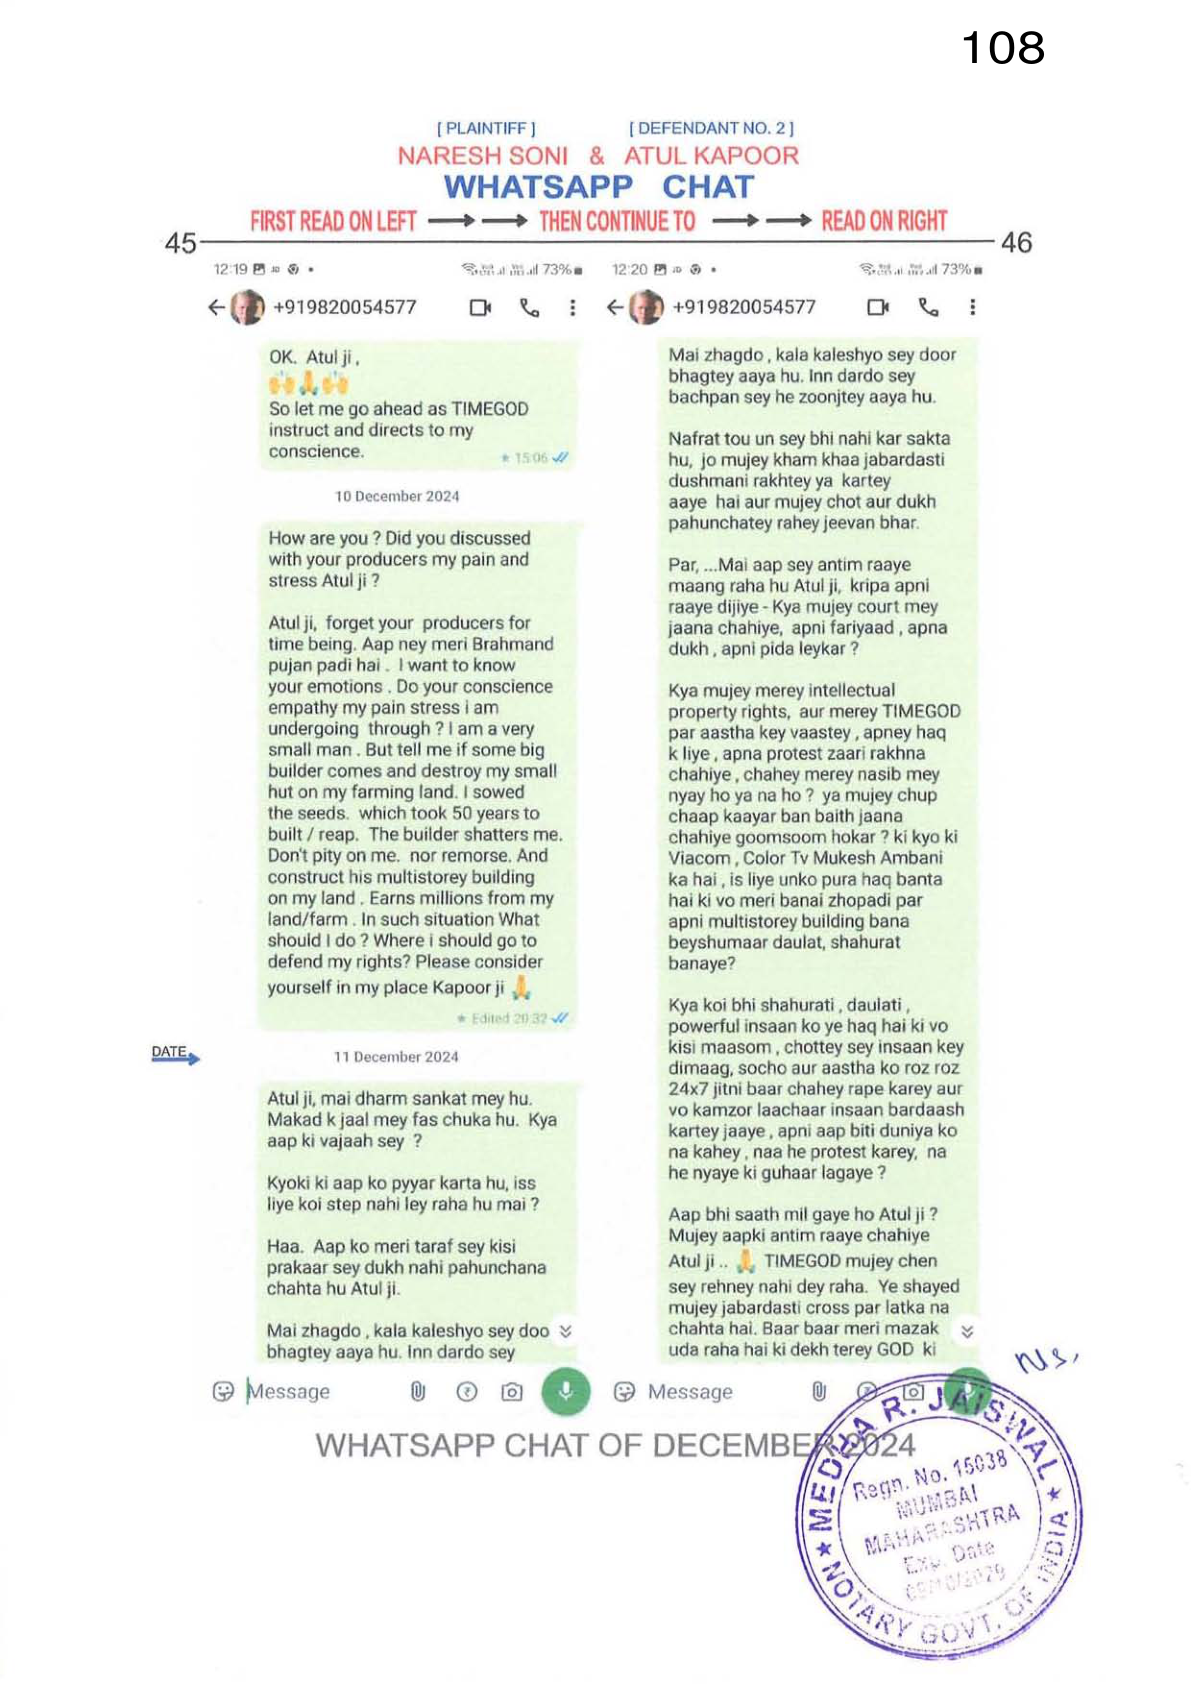 108
[ PLAINTIFF ] [ DEFENDANT NO. 2 ]
NARESH SONI & ATUL KAPOOR
WHATSAPP CHAT
FIRST READ ON LEFT THEN CONTINUE TO READ ON RIGHT
45 46
12:19 73%
+919820054577
OK. Atul ji ,
🙌🙏🙌
So let me go ahead as TIMEGOD
instruct and directs to my
conscience.
15:06
10 December 2024
How are you ? Did you discussed
with your producers my pain and
stress Atul ji ?
Atul ji, forget your producers for
time being. Aap ney meri Brahmand
pujan padi hai . I want to know
your emotions . Do your conscience
empathy my pain stress i am
undergoing through ? I am a very
small man . But tell me if some big
builder comes and destroy my small
hut on my farming land. I sowed
the seeds. which took 50 years to
built / reap. The builder shatters me.
Don't pity on me. nor remorse. And
construct his multistorey building
on my land . Earns millions from my
land/farm . In such situation What
should I do ? Where i should go to
defend my rights? Please consider
yourself in my place Kapoor ji 🙏
Edited 20:32
DATE
11 December 2024
Atul ji, mai dharm sankat mey hu.
Makad k jaal mey fas chuka hu. Kya
aap ki vajaah sey ?
Kyoki ki aap ko pyyar karta hu, iss
liye koi step nahi ley raha hu mai ?
Haa. Aap ko meri taraf sey kisi
prakaar sey dukh nahi pahunchana
chahta hu Atul ji.
Mai zhagdo , kala kaleshyo sey doo
bhagtey aaya hu. Inn dardo sey
Message
12:20 73%
+919820054577
Mai zhagdo , kala kaleshyo sey door
bhagtey aaya hu. Inn dardo sey
bachpan sey he zoonjtey aaya hu.
Nafrat tou un sey bhi nahi kar sakta
hu, jo mujey kham khaa jabardasti
dushmani rakhtey ya kartey
aaye hai aur mujey chot aur dukh
pahunchatey rahey jeevan bhar.
Par, ...Mai aap sey antim raaye
maang raha hu Atul ji, kripa apni
raaye dijiye - Kya mujey court mey
jaana chahiye, apni fariyaad , apna
dukh , apni pida leykar ?
Kya mujey merey intellectual
property rights, aur merey TIMEGOD
par aastha key vaastey , apney haq
k liye , apna protest zaari rakhna
chahiye , chahey merey nasib mey
nyay ho ya na ho ? ya mujey chup
chaap kaayar ban baith jaana
chahiye goomsoom hokar ? ki kyo ki
Viacom , Color Tv Mukesh Ambani
ka hai , is liye unko pura haq banta
hai ki vo meri banai zhopadi par
apni multistorey building bana
beyshumaar daulat, shahurat
banaye?
Kya koi bhi shahurati , daulati ,
powerful insaan ko ye haq hai ki vo
kisi maasom , chottey sey insaan key
dimaag, socho aur aastha ko roz roz
24x7 jitni baar chahey rape karey aur
vo kamzor laachaar insaan bardaash
kartey jaaye , apni aap biti duniya ko
na kahey , naa he protest karey, na
he nyaye ki guhaar lagaye ?
Aap bhi saath mil gaye ho Atul ji ?
Mujey aapki antim raaye chahiye
Atul ji .. 🙏 TIMEGOD mujey chen
sey rehney nahi dey raha. Ye shayed
mujey jabardasti cross par latka na
chahta hai. Baar baar meri mazak
uda raha hai ki dekh terey GOD ki
Message
WHATSAPP CHAT OF DECEMBER 2024
MEDHA R. JAISWAL
Regn. No. 15038
MUMBAI
MAHARASHTRA
Exp. Date
NOTARY GOVT. OF INDIA